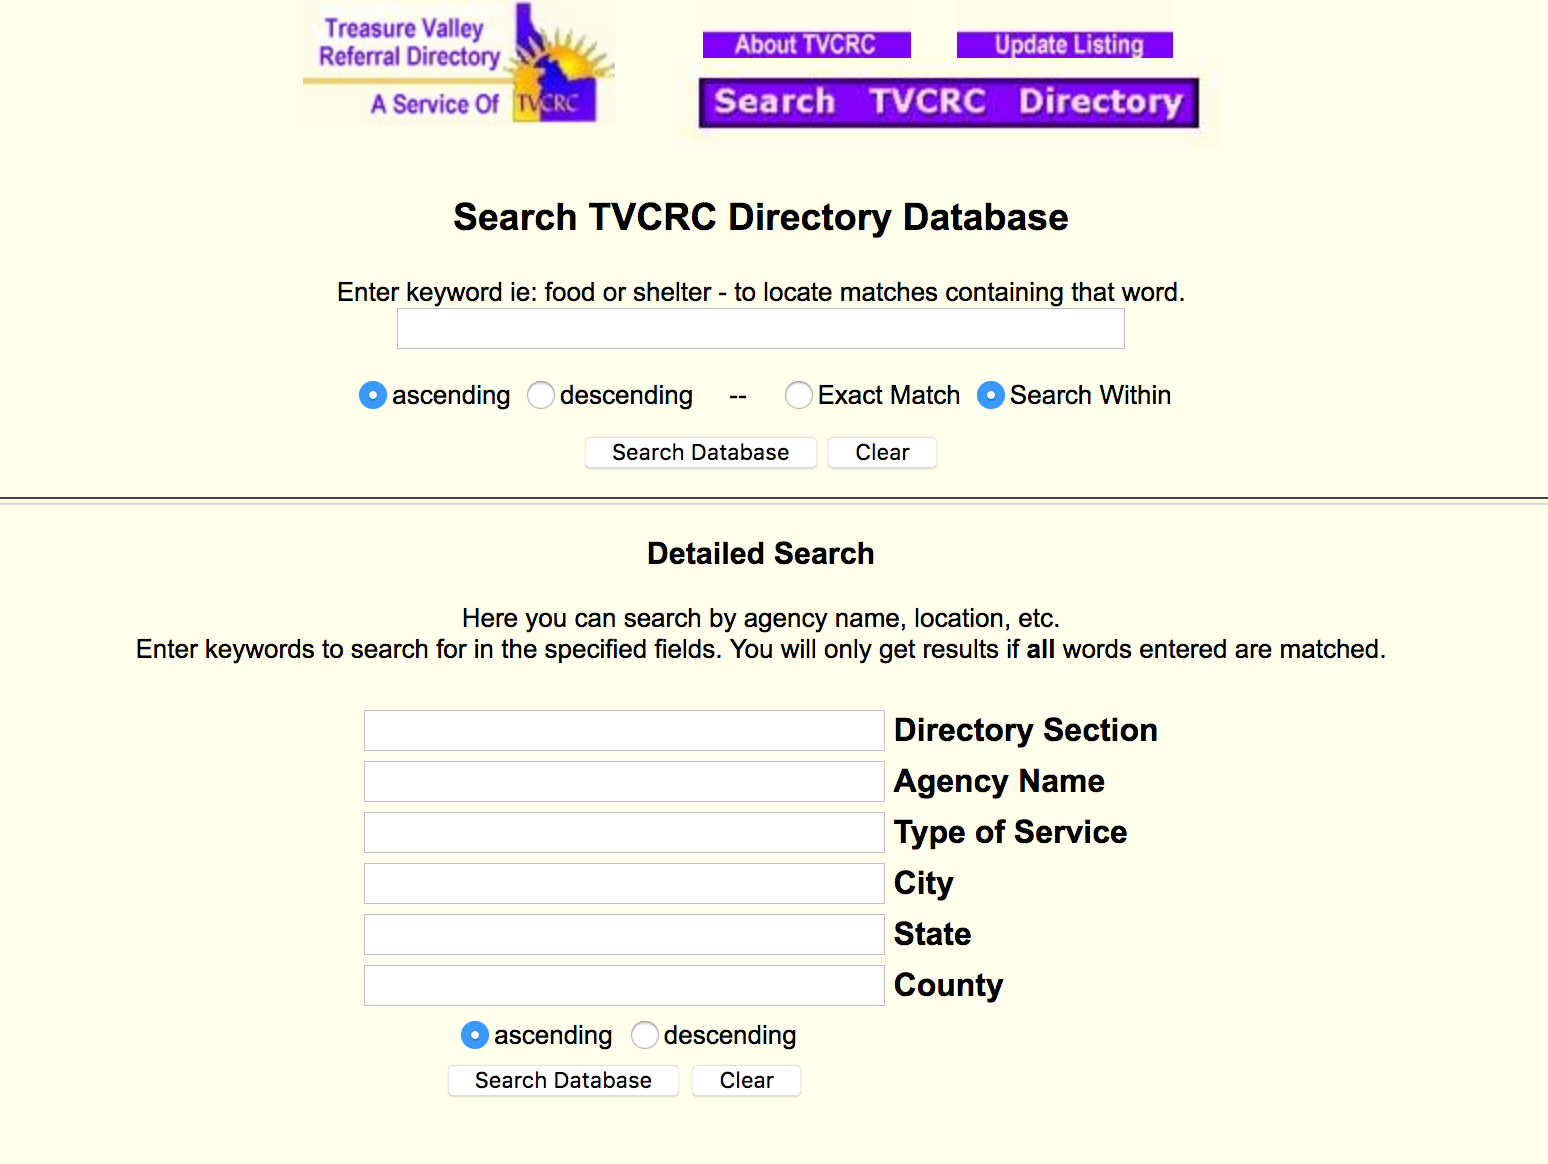 Treasure Valley
Referral Directory
A Service Of TVCRC
About TVCRC Update Listing
Search TVCRC Directory
Search TVCRC Directory Database
Enter keyword ie: food or shelter - to locate matches containing that word.
ascending descending -- Exact Match Search Within
Search Database Clear
Detailed Search
Here you can search by agency name, location, etc.
Enter keywords to search for in the specified fields. You will only get results if all words entered are matched.
Directory Section
Agency Name
Type of Service
City
State
County
ascending descending
Search Database Clear